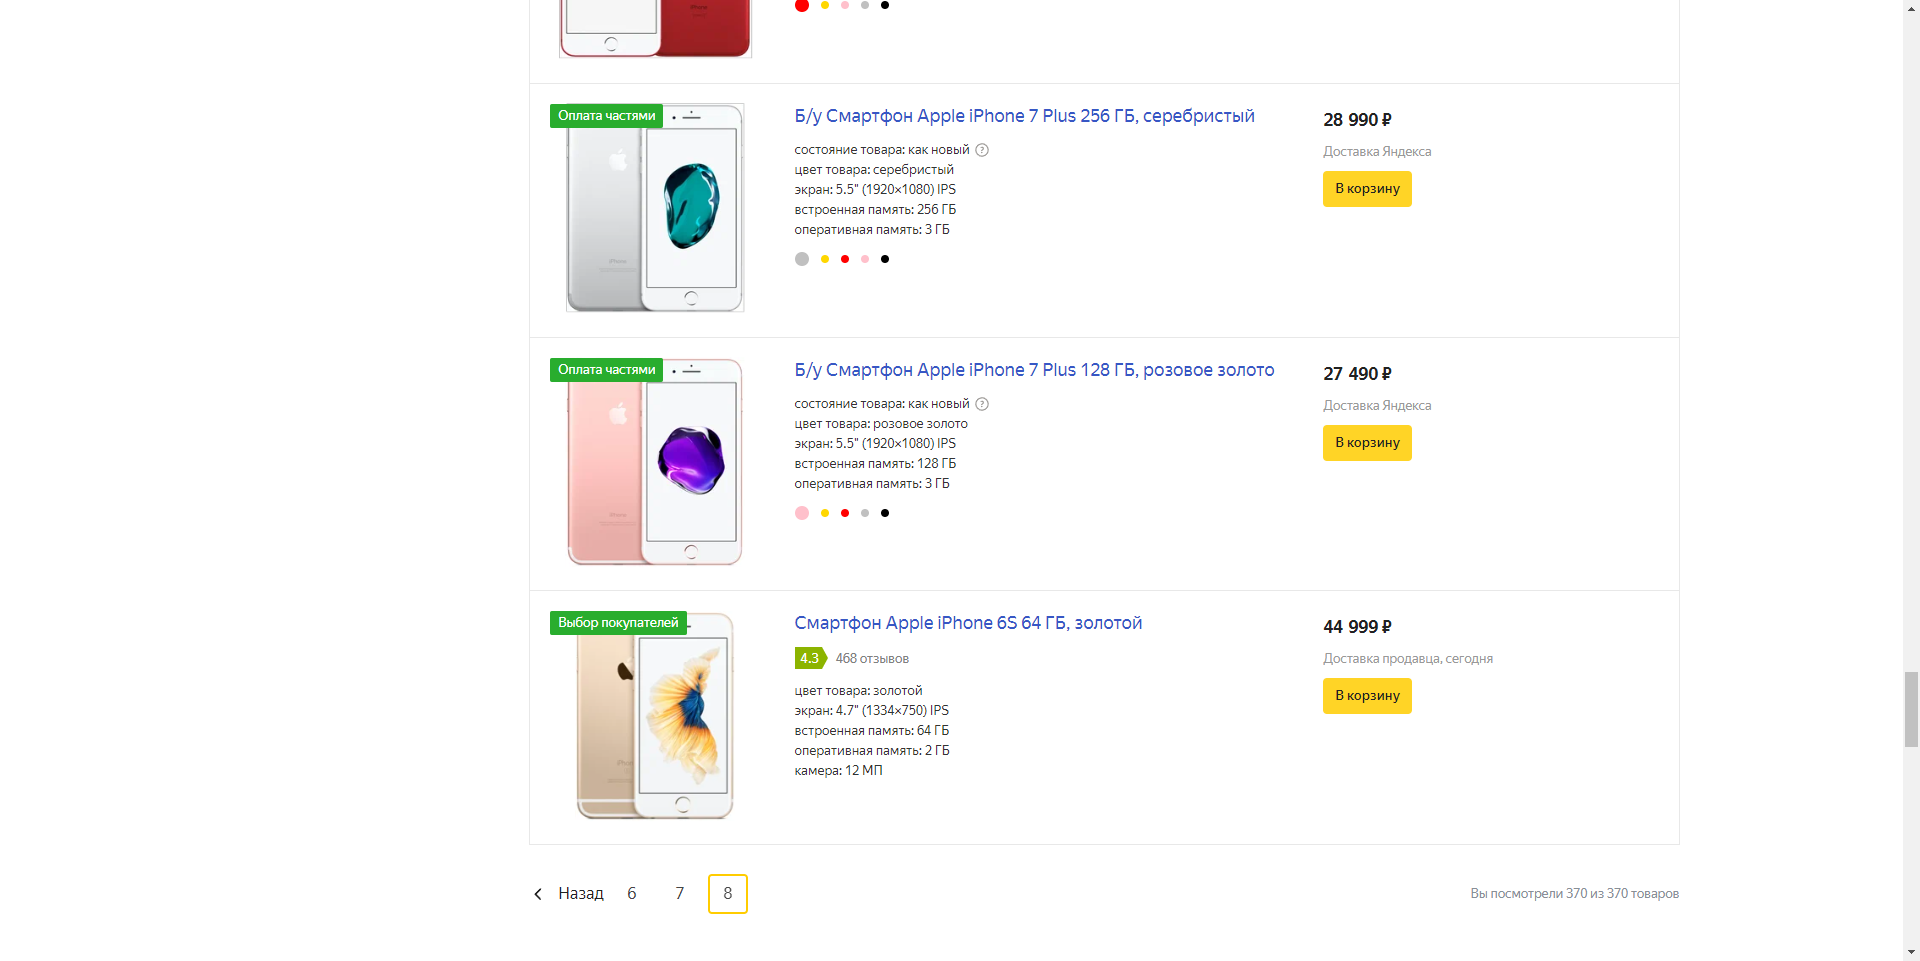 Оплата частями
Б/у Смартфон Apple iPhone 7 Plus 256 ГБ, серебристый
состояние товара: как новый ?
цвет товара: серебристый
экран: 5.5" (1920×1080) IPS
встроенная память: 256 ГБ
оперативная память: 3 ГБ
28 990 ₽
Доставка Яндекса
В корзину
Оплата частями
Б/у Смартфон Apple iPhone 7 Plus 128 ГБ, розовое золото
состояние товара: как новый ?
цвет товара: розовое золото
экран: 5.5" (1920×1080) IPS
встроенная память: 128 ГБ
оперативная память: 3 ГБ
27 490 ₽
Доставка Яндекса
В корзину
Выбор покупателей
Смартфон Apple iPhone 6S 64 ГБ, золотой
4.3 468 отзывов
цвет товара: золотой
экран: 4.7" (1334×750) IPS
встроенная память: 64 ГБ
оперативная память: 2 ГБ
камера: 12 МП
44 999 ₽
Доставка продавца, сегодня
В корзину
Назад 6 7 8
Вы посмотрели 370 из 370 товаров